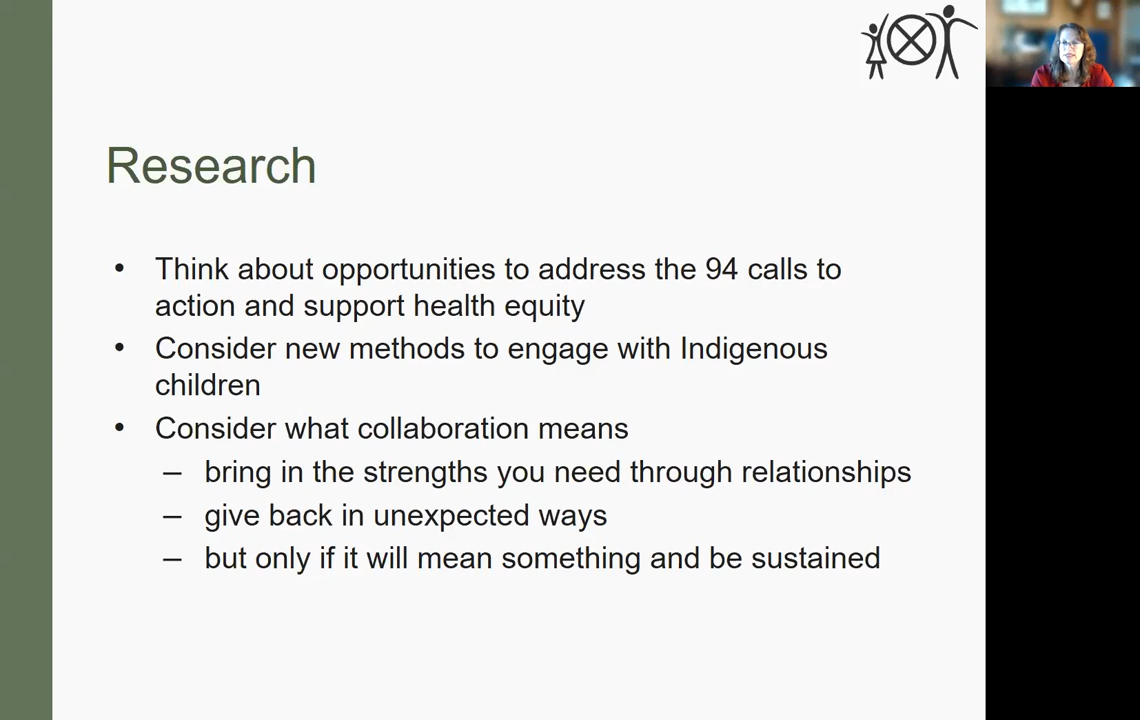 Research
• Think about opportunities to address the 94 calls to
action and support health equity
• Consider new methods to engage with Indigenous
children
• Consider what collaboration means
– bring in the strengths you need through relationships
– give back in unexpected ways
– but only if it will mean something and be sustained